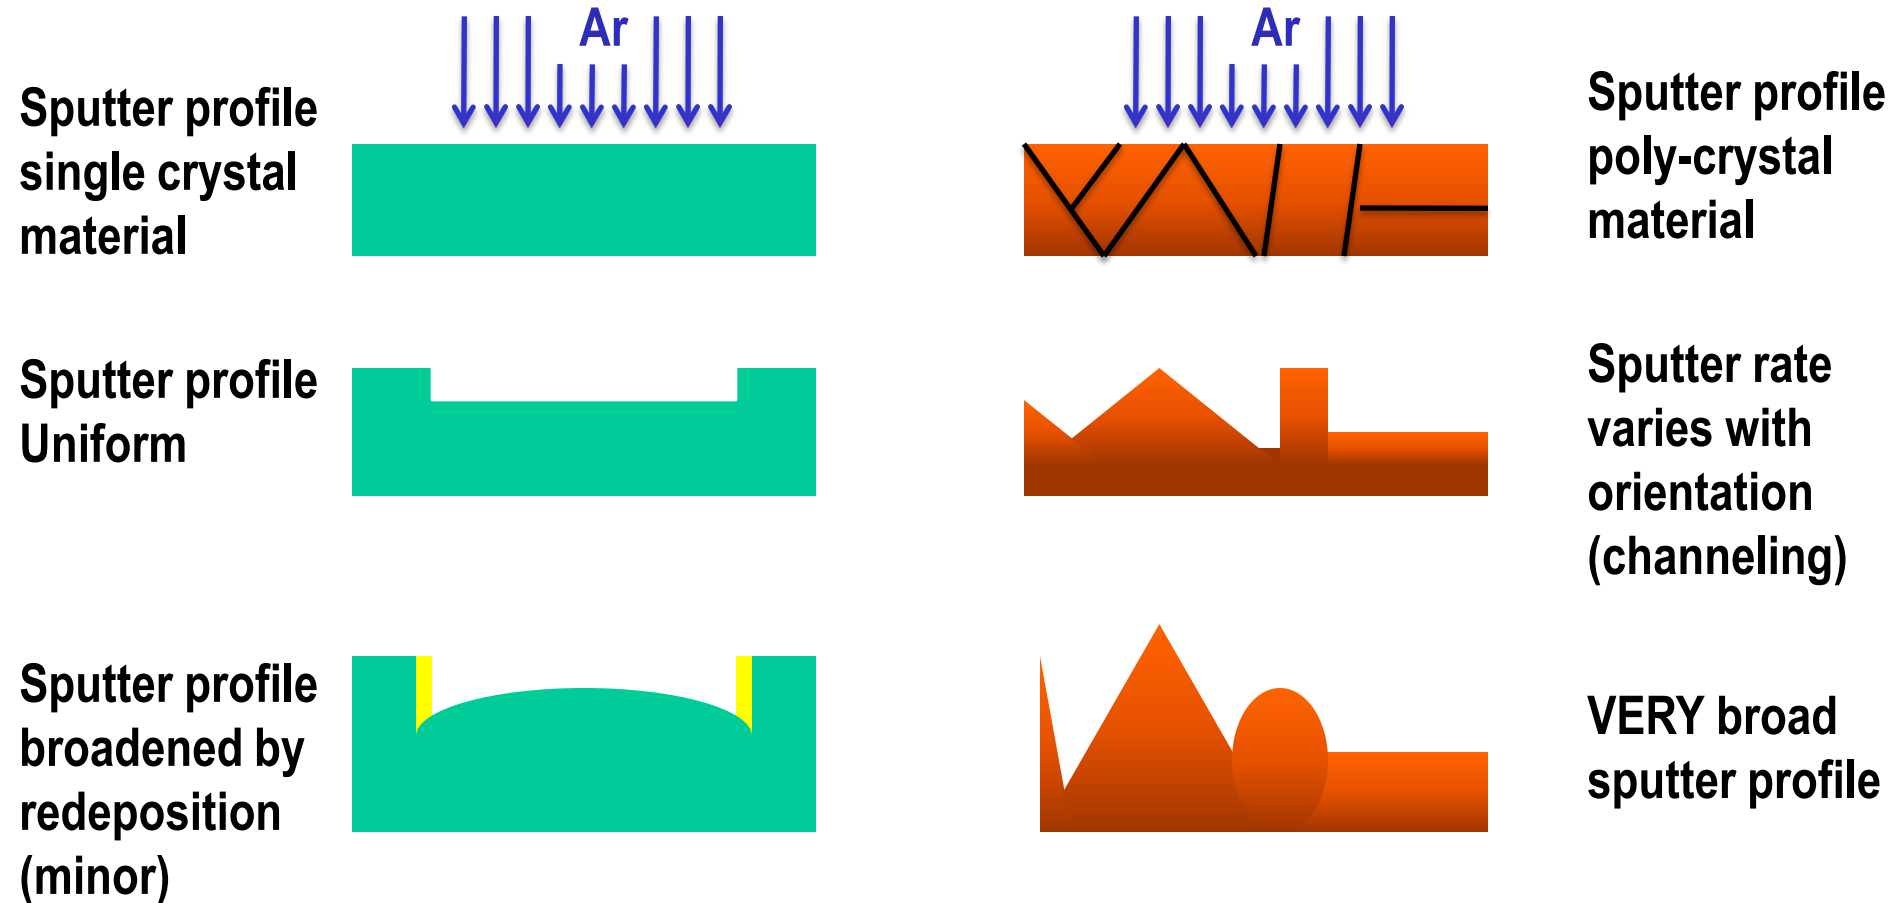 Ar
Sputter profile
single crystal
material
Ar
Sputter profile
poly-crystal
material
Sputter profile
Uniform
Sputter rate
varies with
orientation
(channeling)
Sputter profile
broadened by
redeposition
(minor)
VERY broad
sputter profile